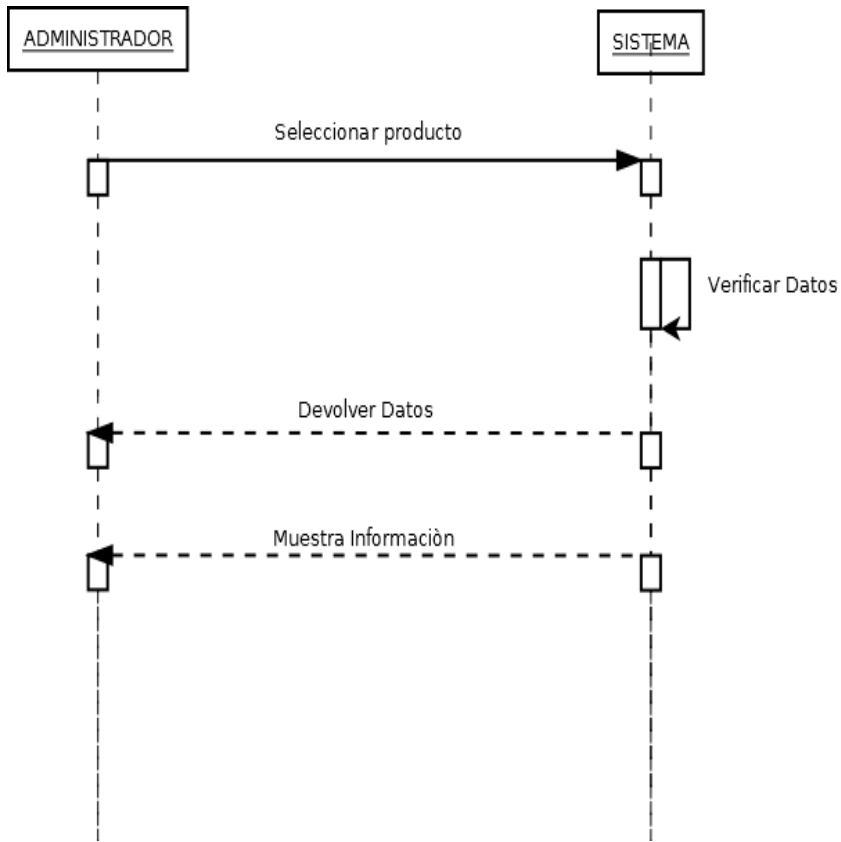 ADMINISTRADOR
SISTEMA
Seleccionar producto
Verificar Datos
Devolver Datos
Muestra Informaciòn